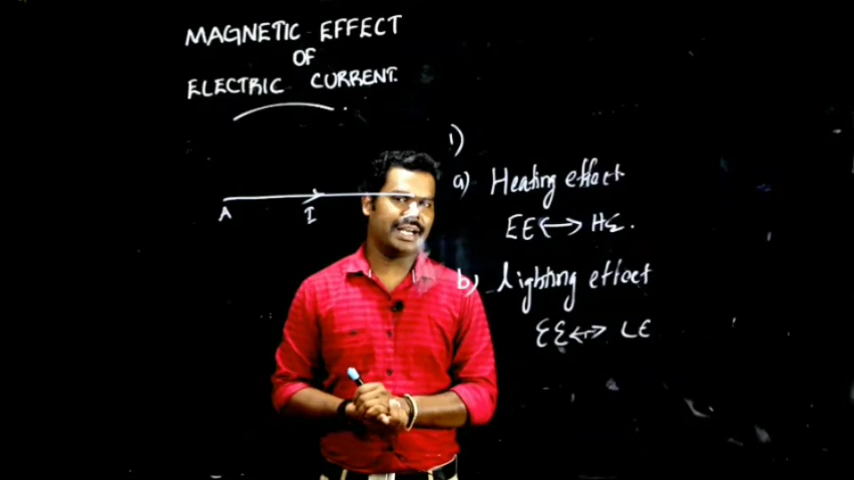 MAGNETIC EFFECT
OF
ELECTRIC CURRENT.
A
I
1)
a) Heating effect
EE ↔ HE.
b) Lighting effect
EE ↔ LE